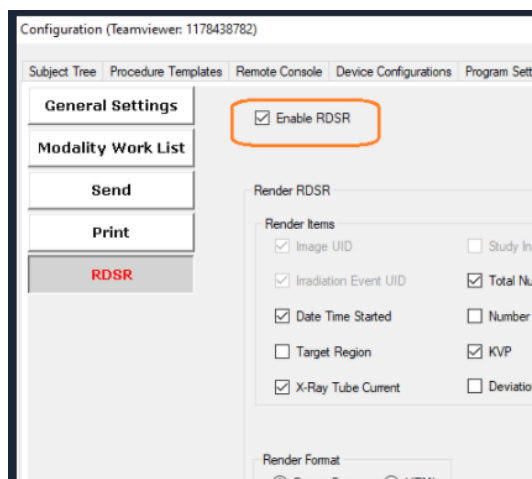 Configuration (Teamviewer: 1178438782)
Subject Tree Procedure Templates Remote Console Device Configurations Program Sett
General Settings
Enable RDSR
Modality Work List
Send
Render RDSR
Print
Render Items
Image UID Study In
RDSR
Irradiation Event UID Total Nu
Date Time Started Number
Target Region KVP
X-Ray Tube Current Deviatio
Render Format